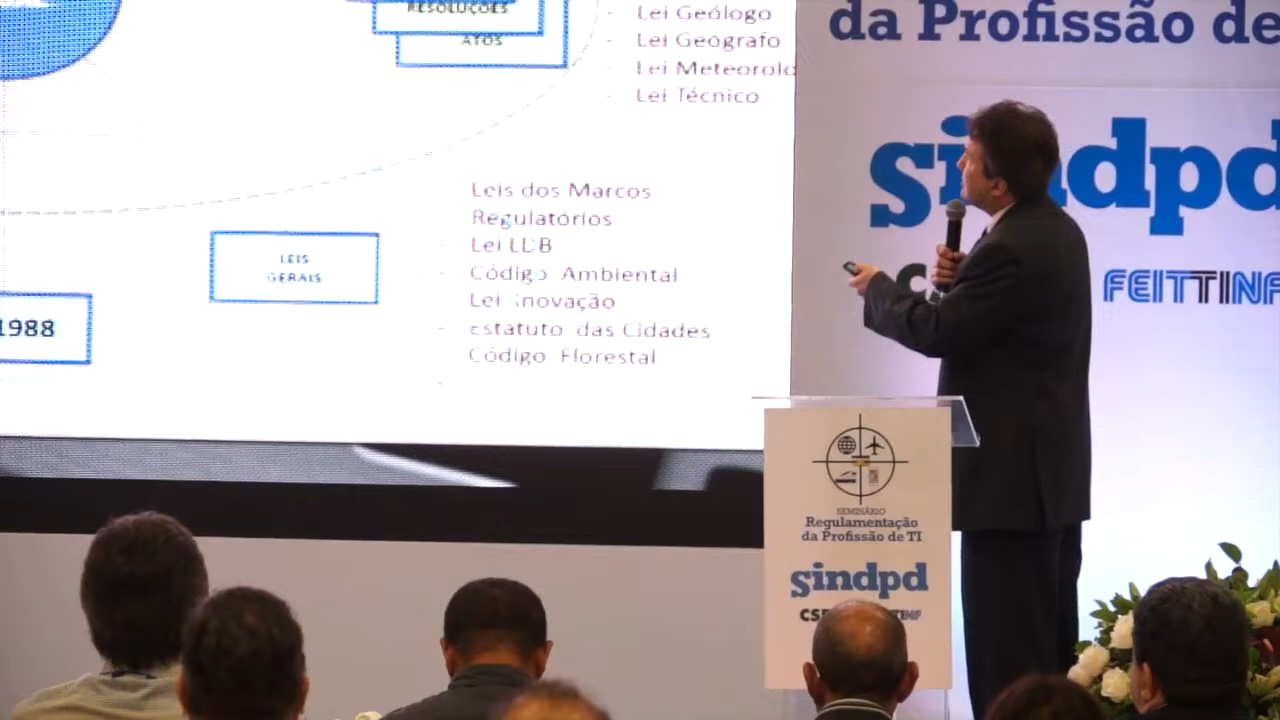 RESOLUÇÕES
ATOS
- Lei Geólogo
- Lei Geógrafo
- Lei Meteorolo
- Lei Técnico
Leis dos Marcos
Regulatórios
- Lei LDB
- Código Ambiental
- Lei Inovação
- Estatuto das Cidades
- Código Florestal
-
LEIS
GERAIS
1988
da Profissão de
sindpd
FEITTINF
SEMINÁRIO
Regulamentação
da Profissão de TI
sindpd